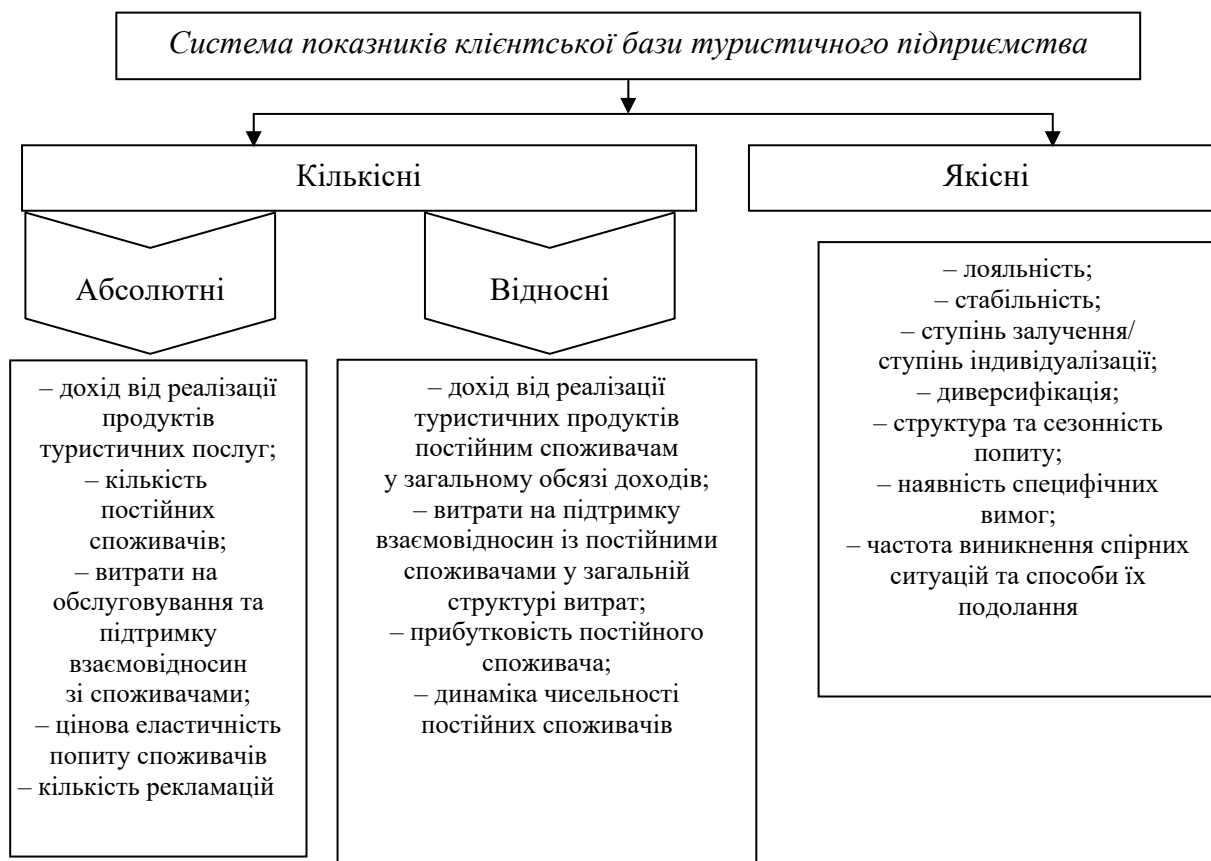 Система показників клієнтської бази туристичного підприємства
Кількісні
Якісні
Абсолютні
Відносні
– дохід від реалізації
продуктів
туристичних послуг;
– кількість
постійних
споживачів;
– витрати на
обслуговування та
підтримку
взаємовідносин
зі споживачами;
– цінова еластичність
попиту споживачів
– кількість рекламацій
– дохід від реалізації
туристичних продуктів
постійним споживачам
у загальному обсязі доходів;
– витрати на підтримку
взаємовідносин із постійними
споживачами у загальній
структурі витрат;
– прибутковість постійного
споживача;
– динаміка чисельності
постійних споживачів
– лояльність;
– стабільність;
– ступінь залучення/
ступінь індивідуалізації;
– диверсифікація;
– структура та сезонність
попиту;
– наявність специфічних
вимог;
– частота виникнення спірних
ситуацій та способи їх
подолання